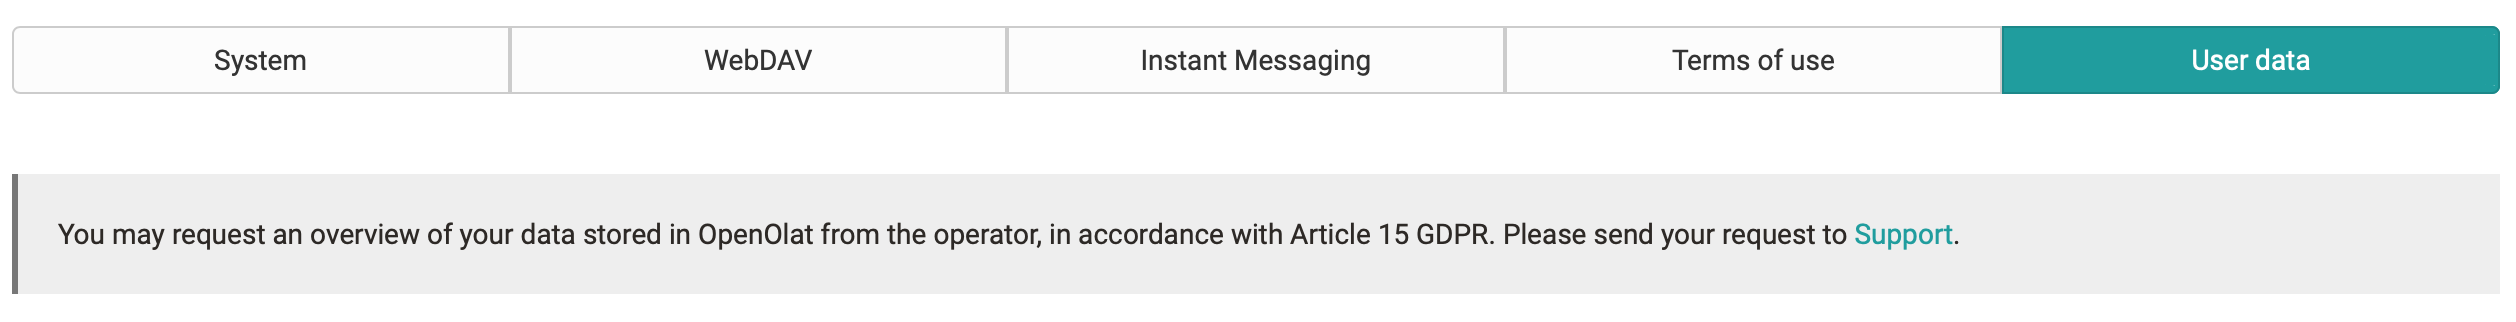 System
WebDAV
Instant Messaging
Terms of use
User data
You may request an overview of your data stored in OpenOlat from the operator, in accordance with Article 15 GDPR. Please send your request to Support.